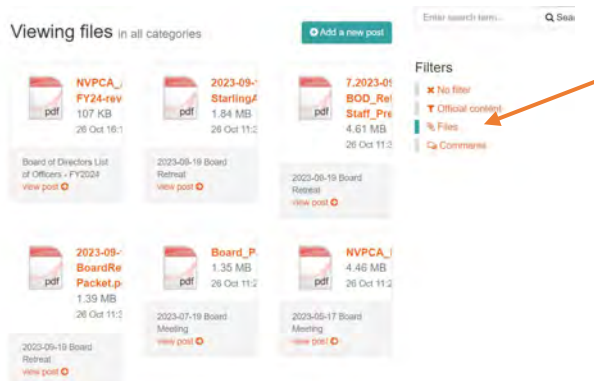 Viewing files in all categories
Add a new post
pdf
NVPCA_
FY24-rev
107 KB
26 Oct 16:1
Board of Directors List
of Officers - FY2024
view post
pdf
2023-09-
StarlingA
1.84 MB
26 Oct 11:
2023-09-19 Board
Retreat
view post
pdf
7.2023-09
BOD_Re
Staff_Pre
4.61 MB
26 Oct 11:
2023-09-19 Board
Retreat
view post
pdf
2023-09-
BoardRe
Packet.p
1.39 MB
26 Oct 11:
2023-09-19 Board
Retreat
view post
pdf
Board_P
1.35 MB
26 Oct 11:2
2023-07-19 Board
Meeting
view post
pdf
NVPCA_
4.46 MB
26 Oct 11:2
2023-05-17 Board
Meeting
view post
Enter search term...
Sea
Filters
No filter
Official content
Files
Comments